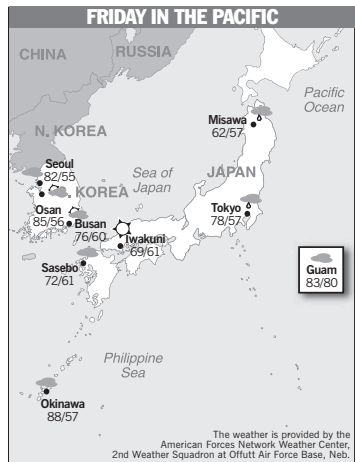 FRIDAY IN THE PACIFIC
CHINA
RUSSIA
Pacific
Ocean
Misawa
62/57
N. KOREA
Seoul
82/55
Sea of
Japan
JAPAN
S. KOREA
Osan
85/56
Busan
76/60
Tokyo
78/57
Iwakuni
69/61
Sasebo
72/61
Guam
83/80
Philippine
Sea
Okinawa
88/57
The weather is provided by the
American Forces Network Weather Center,
2nd Weather Squadron at Offutt Air Force Base, Neb.